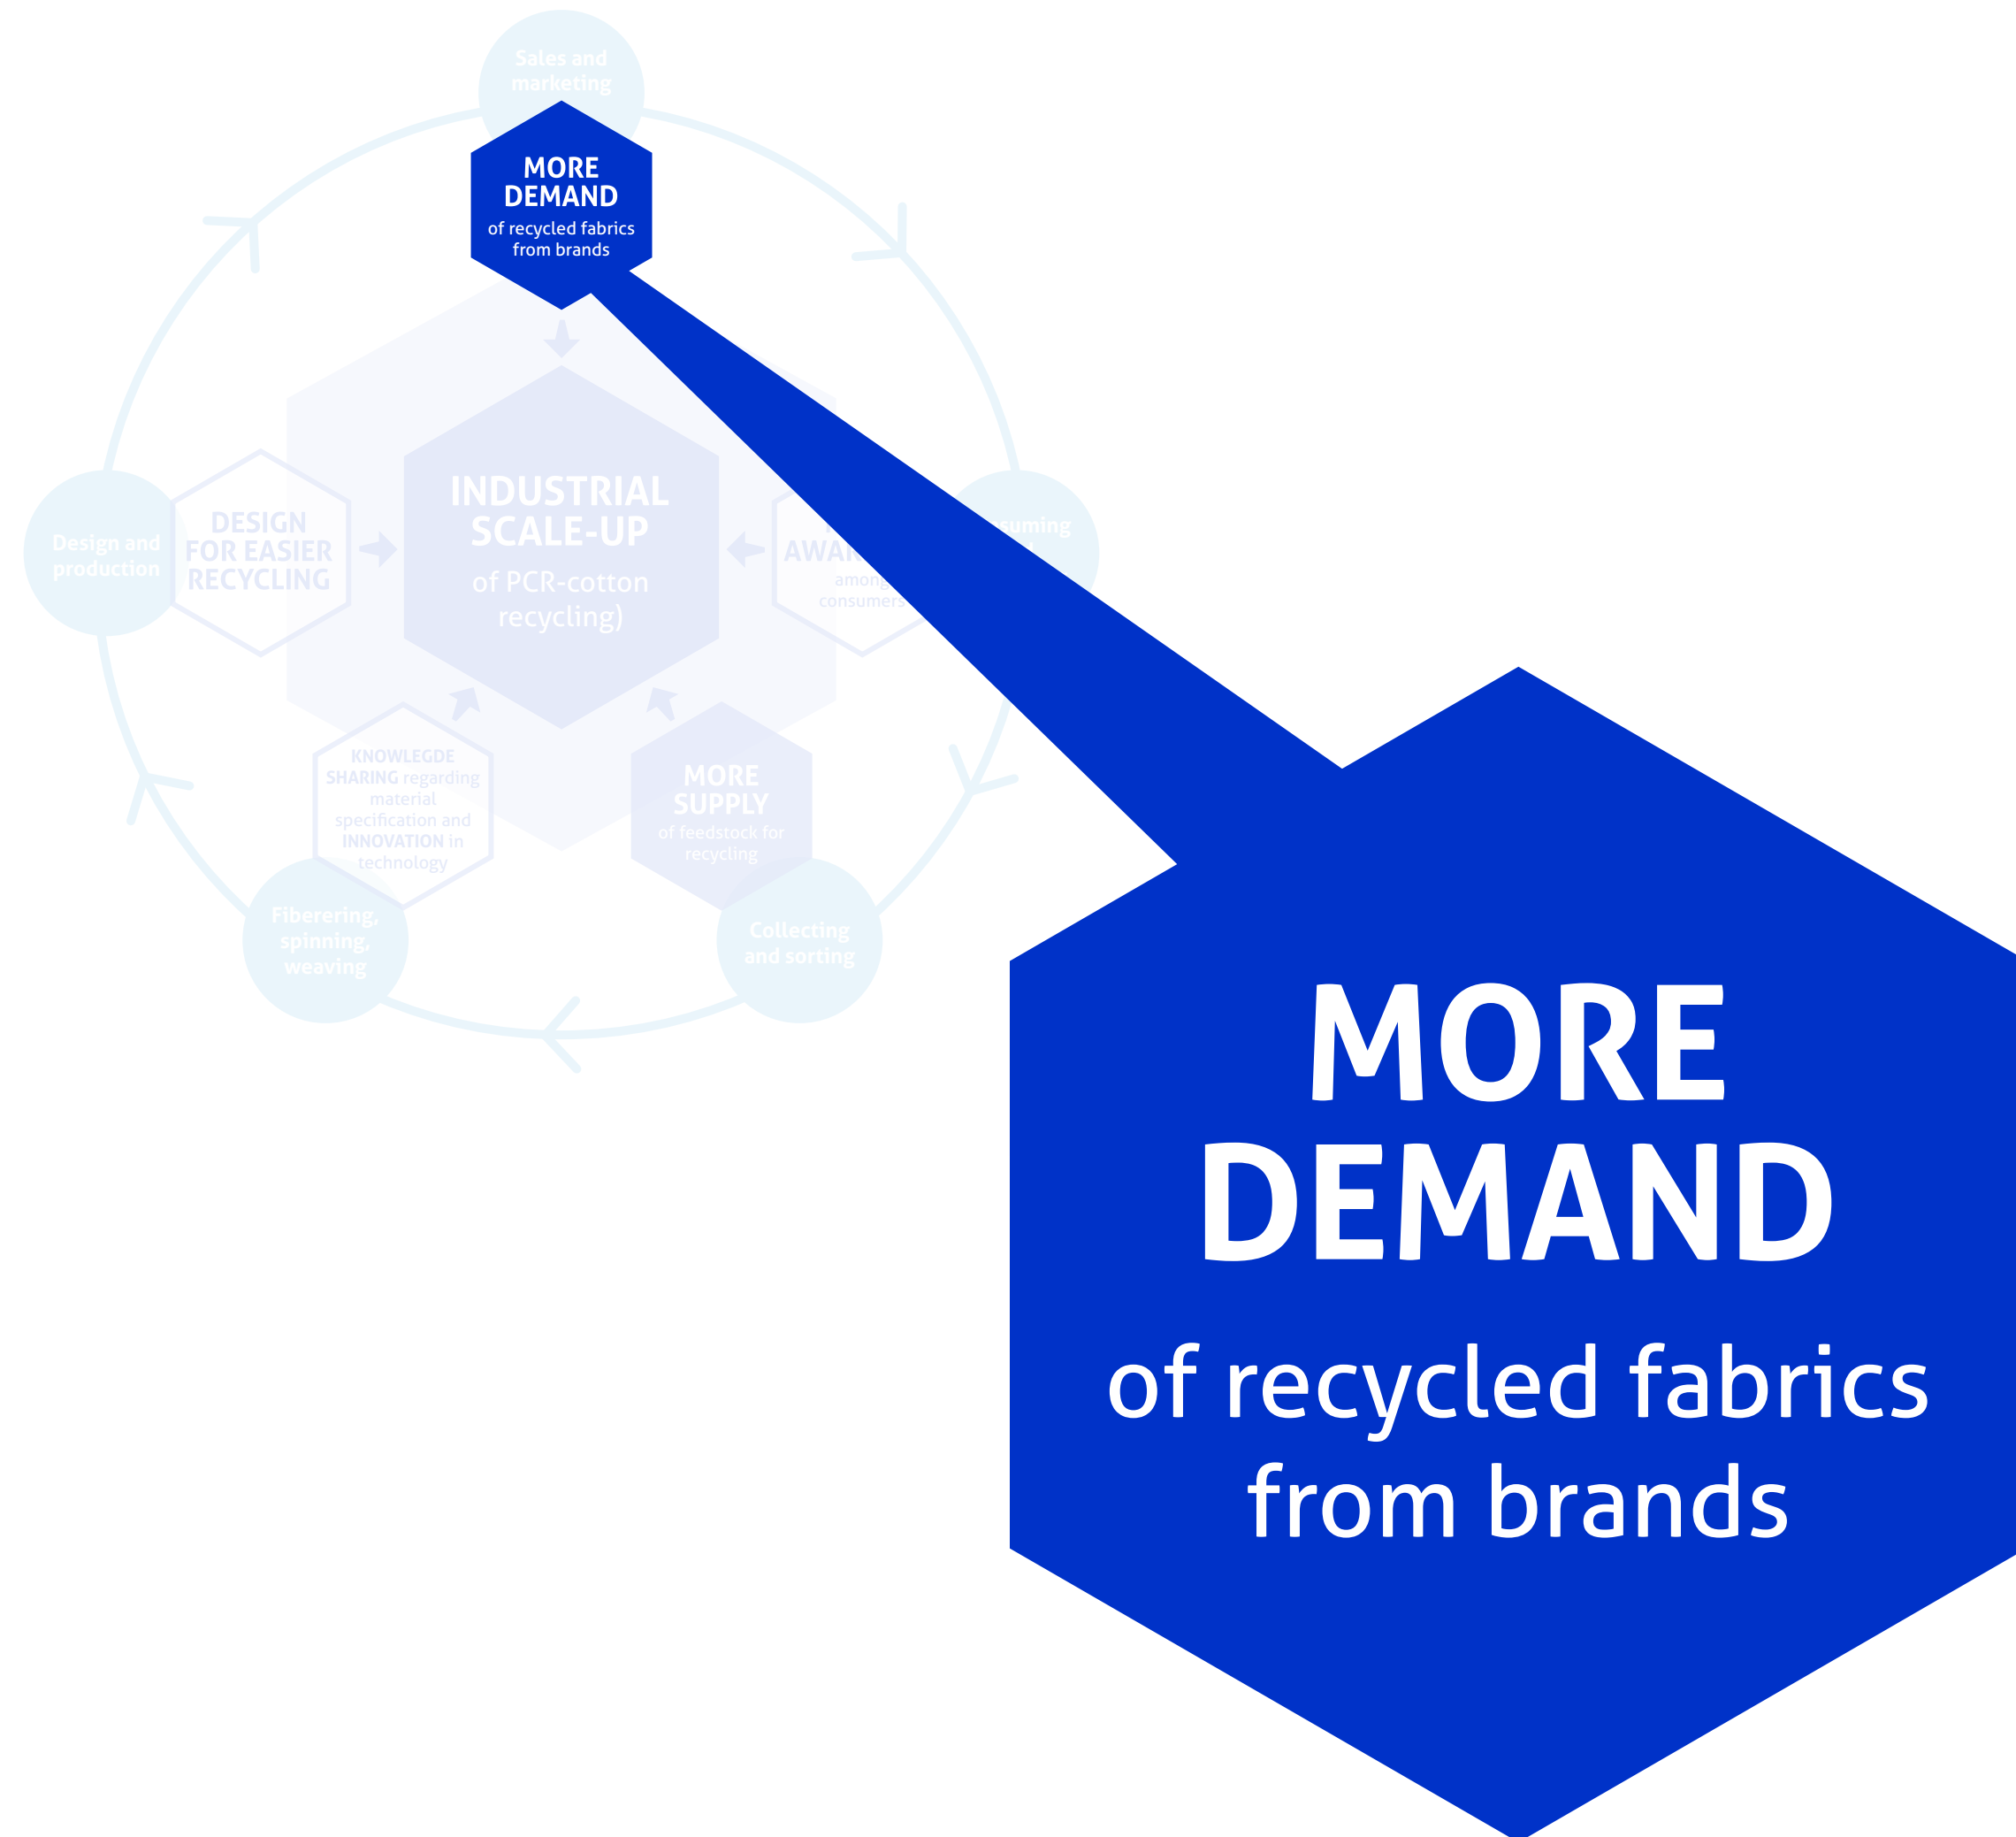 Sales and
marketing
MORE
DEMAND
of recycled fabrics
from brands
INDUSTRIAL
SCALE-UP
of PCR-cotton
recycling)
Design and
production
DESIGN
FOR EASIER
RECYCLING
among
consumers
KNOWLEGDE
SHARING regarding
material
specification and
INNOVATION in
technology
MORE
SUPPLY
of feedstock for
recycling
Fiberering,
spinning,
weaving
Collecting
and sorting
MORE
DEMAND
of recycled fabrics
from brands